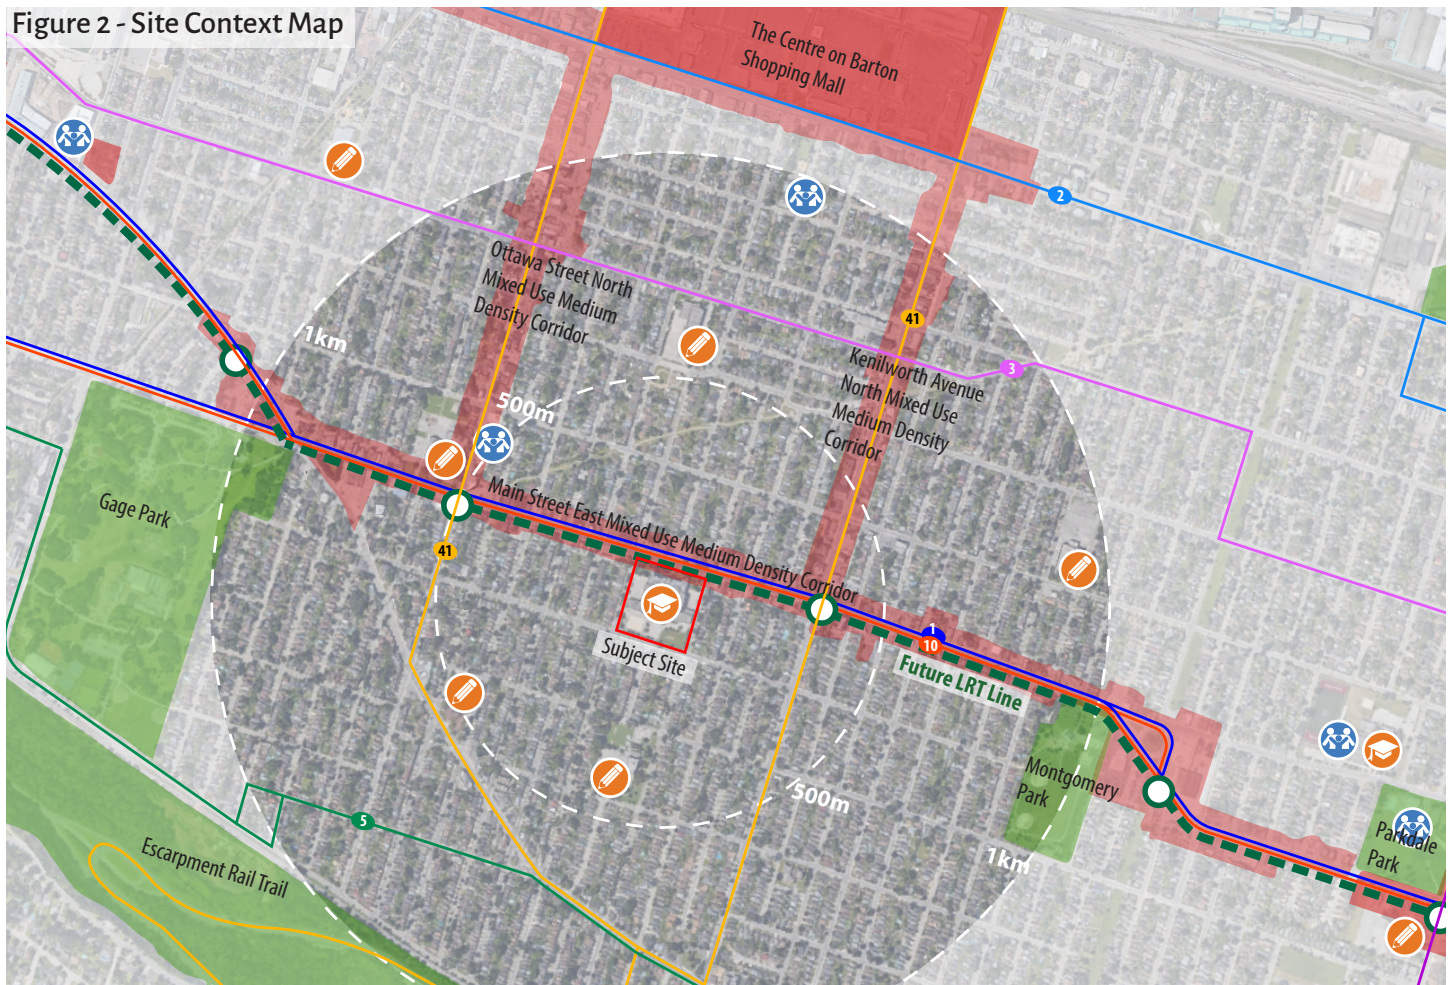 Figure 2 - Site Context Map
The Centre on Barton
Shopping Mall
2
Ottawa Street North
Mixed Use Medium
Density Corridor
1km
41
Kenilworth Avenue
North Mixed Use
Medium Density
Corridor
3
500m
Gage Park
Main Street East Mixed Use Medium Density Corridor
41
1
10
Subject Site
Future LRT Line
Montgomery
Park
500m
5
Parkdale
Park
Escarpment Rail Trail
1km